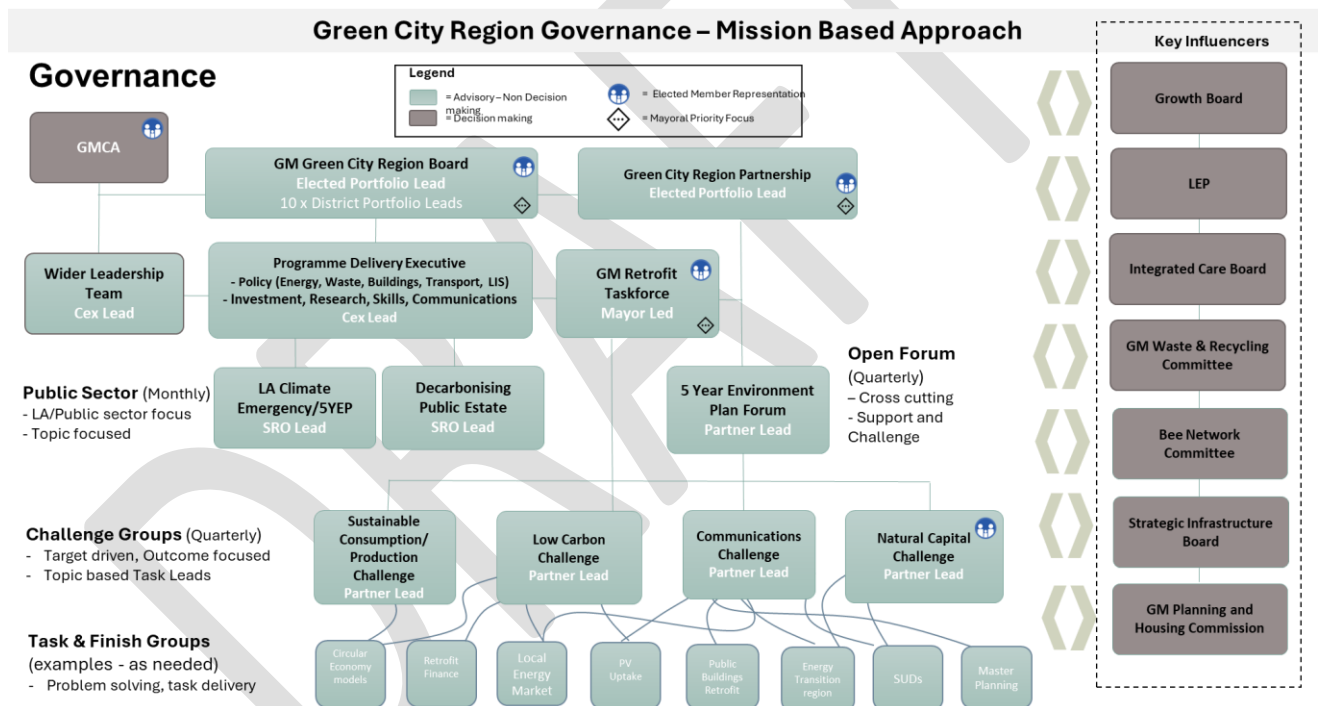 Green City Region Governance – Mission Based Approach
Key Influencers
Governance
Legend
= Advisory – Non Decision
making
= Decision making
= Elected Member Representation
= Mayoral Priority Focus
GMCA
GM Green City Region Board
Elected Portfolio Lead
10 x District Portfolio Leads
Green City Region Partnership
Elected Portfolio Lead
Wider Leadership
Team
Cex Lead
Programme Delivery Executive
- Policy (Energy, Waste, Buildings, Transport, LIS)
- Investment, Research, Skills, Communications
Cex Lead
GM Retrofit
Taskforce
Mayor Led
Public Sector (Monthly)
- LA/Public sector focus
- Topic focused
LA Climate
Emergency/5YEP
SRO Lead
Decarbonising
Public Estate
SRO Lead
5 Year Environment
Plan Forum
Partner Lead
Open Forum
(Quarterly)
– Cross cutting
- Support and
Challenge
Challenge Groups (Quarterly)
- Target driven, Outcome focused
- Topic based Task Leads
Sustainable
Consumption/
Production
Challenge
Partner Lead
Low Carbon
Challenge
Partner Lead
Communications
Challenge
Partner Lead
Natural Capital
Challenge
Partner Lead
Task & Finish Groups
(examples - as needed)
- Problem solving, task delivery
Circular
Economy
models
Retrofit
Finance
Local
Energy
Market
PV
Uptake
Public
Buildings
Retrofit
Energy
Transition
region
SUDs
Master
Planning
Growth Board
LEP
Integrated Care Board
GM Waste & Recycling
Committee
Bee Network
Committee
Strategic Infrastructure
Board
GM Planning and
Housing Commission
DRAFT